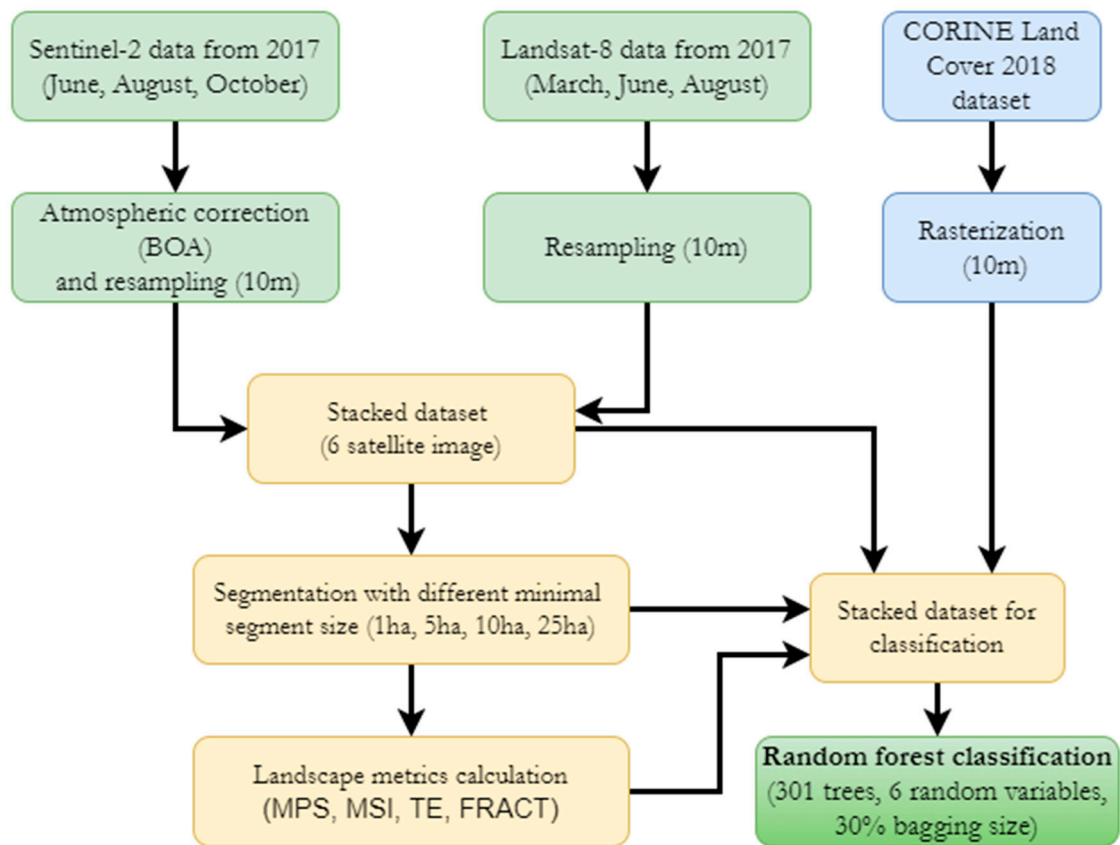 Sentinel-2 data from 2017
(June, August, October)
Landsat-8 data from 2017
(March, June, August)
CORINE Land
Cover 2018
dataset
Atmospheric correction
(BOA)
and resampling (10m)
Resampling (10m)
Rasterization
(10m)
Stacked dataset
(6 satellite image)
Segmentation with different minimal
segment size (1ha, 5ha, 10ha, 25ha)
Stacked dataset for
classification
Landscape metrics calculation
(MPS, MSI, TE, FRACT)
Random forest classification
(301 trees, 6 random variables,
30% bagging size)